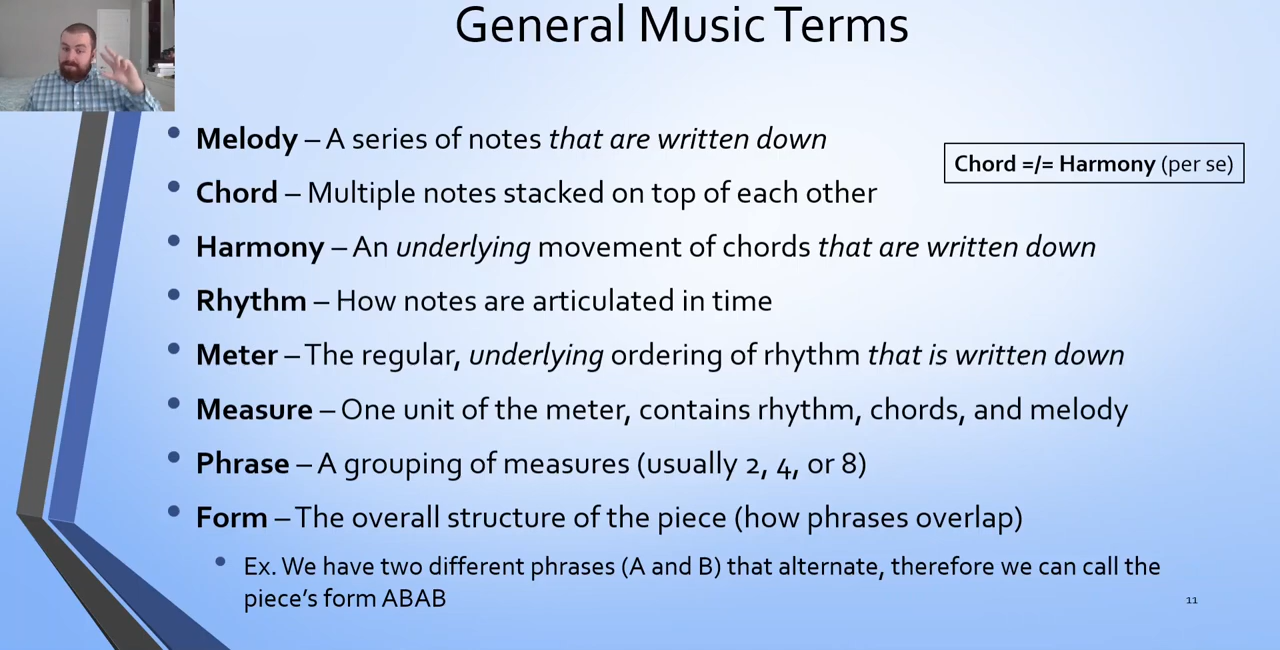 General Music Terms
• Melody – A series of notes that are written down
Chord =/= Harmony (per se)
• Chord – Multiple notes stacked on top of each other
• Harmony – An underlying movement of chords that are written down
• Rhythm – How notes are articulated in time
• Meter – The regular, underlying ordering of rhythm that is written down
• Measure – One unit of the meter, contains rhythm, chords, and melody
• Phrase – A grouping of measures (usually 2, 4, or 8)
• Form – The overall structure of the piece (how phrases overlap)
• Ex. We have two different phrases (A and B) that alternate, therefore we can call the
piece's form ABAB
11